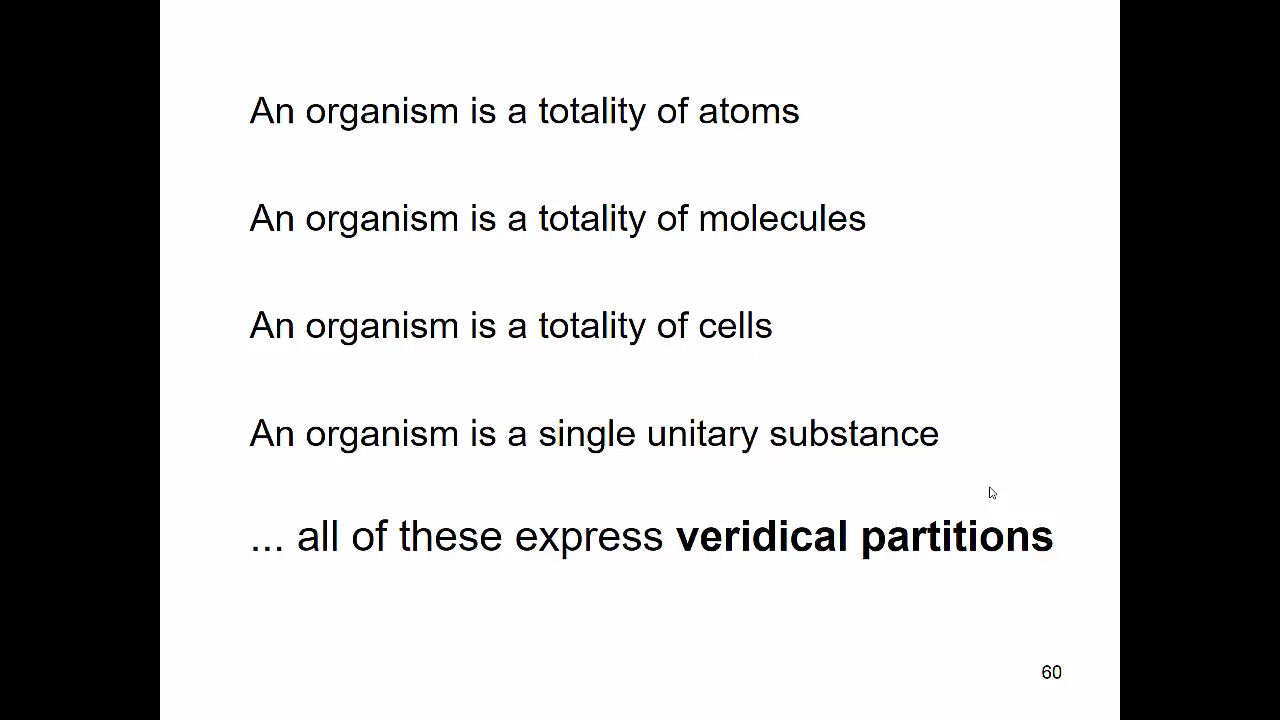 An organism is a totality of atoms
An organism is a totality of molecules
An organism is a totality of cells
An organism is a single unitary substance
... all of these express veridical partitions
60